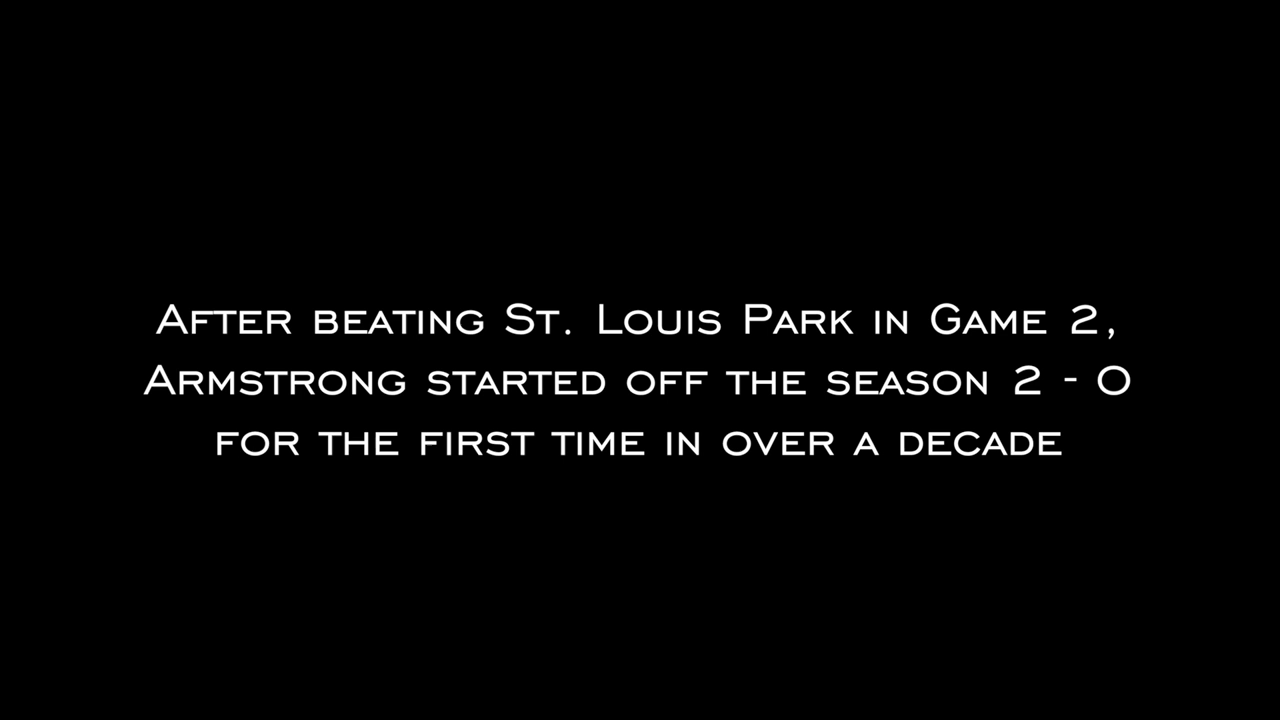 After beating St. Louis Park in Game 2,
Armstrong started off the season 2 - 0
for the first time in over a decade